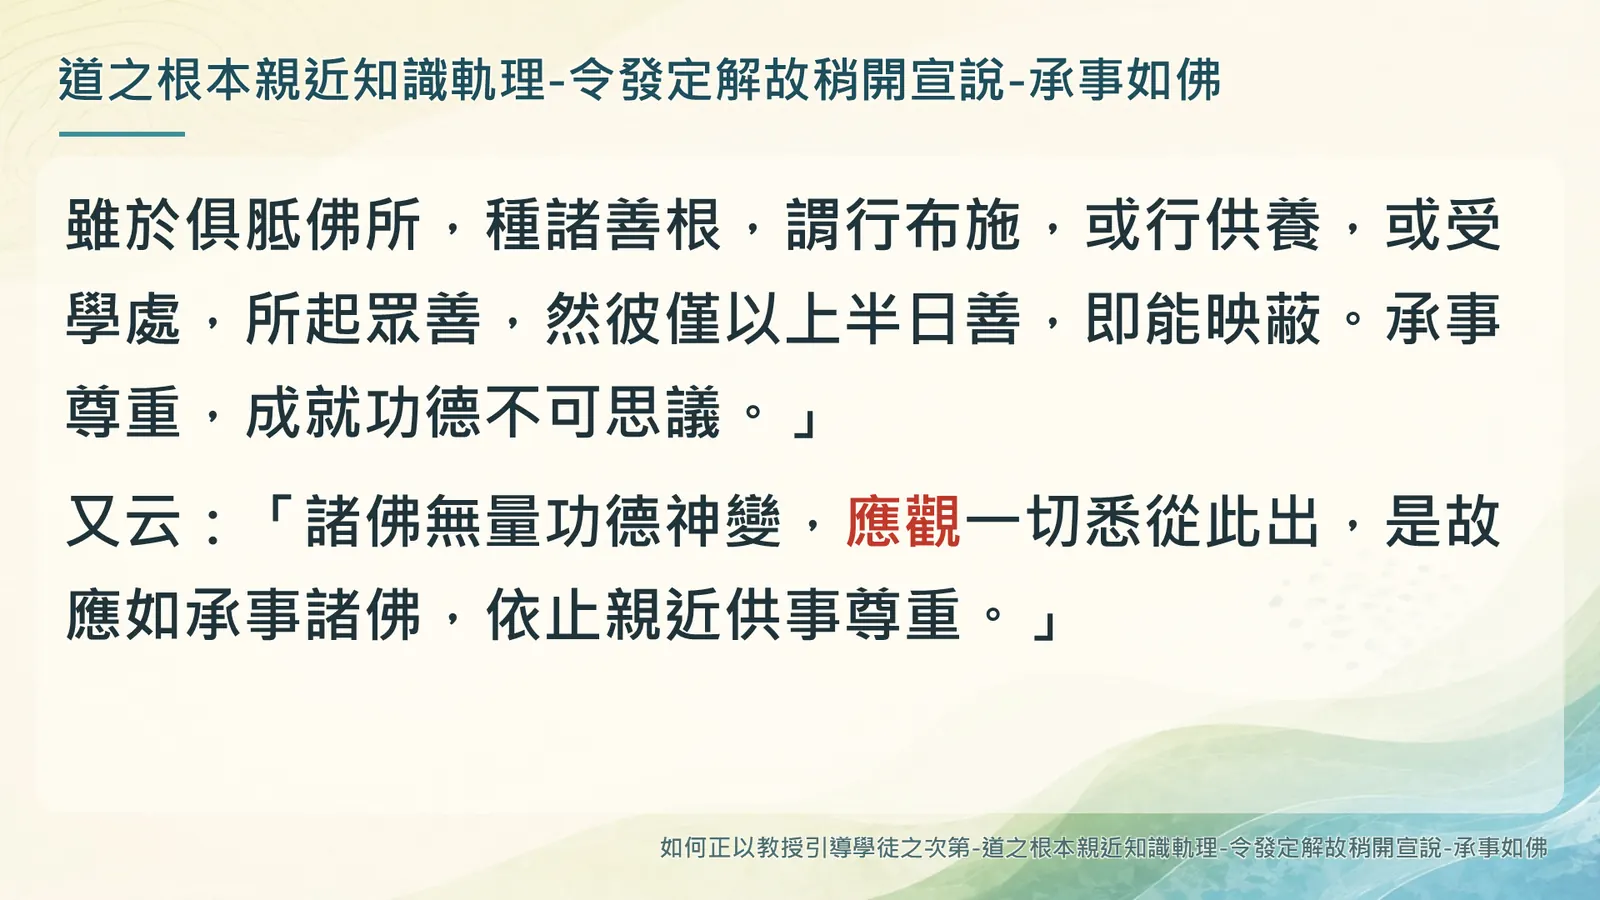 道之根本親近知識軌理-令發定解故稍開宣說-承事如佛
雖於俱胝佛所，種諸善根，謂行布施，或行供養，或受
學處，所起眾善，然彼僅以上半日善，即能映蔽。承事
尊重，成就功德不可思議。」
又云：「諸佛無量功德神變，應觀一切悉從此出，是故
應如承事諸佛，依止親近供事尊重。」
如何正以教授引導學徒之次第-道之根本親近知識軌理-令發定解故稍開宣說-承事如佛